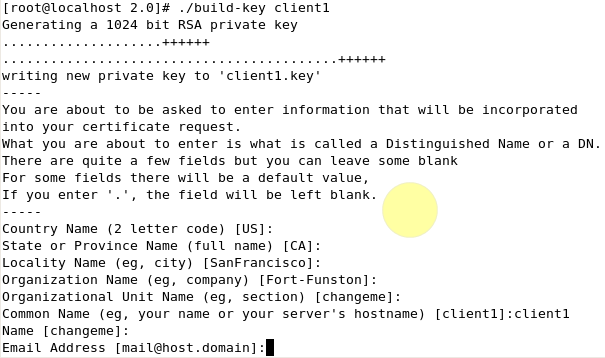 [root@localhost 2.0]# ./build-key client1
Generating a 1024 bit RSA private key
....................++++++
..........................................++++++
writing new private key to 'client1.key'
-----
You are about to be asked to enter information that will be incorporated
into your certificate request.
What you are about to enter is what is called a Distinguished Name or a DN.
There are quite a few fields but you can leave some blank
For some fields there will be a default value,
If you enter '.', the field will be left blank.
-----
Country Name (2 letter code) [US]:
State or Province Name (full name) [CA]:
Locality Name (eg, city) [SanFrancisco]:
Organization Name (eg, company) [Fort-Funston]:
Organizational Unit Name (eg, section) [changeme]:
Common Name (eg, your name or your server's hostname) [client1]:client1
Name [changeme]:
Email Address [mail@host.domain]: